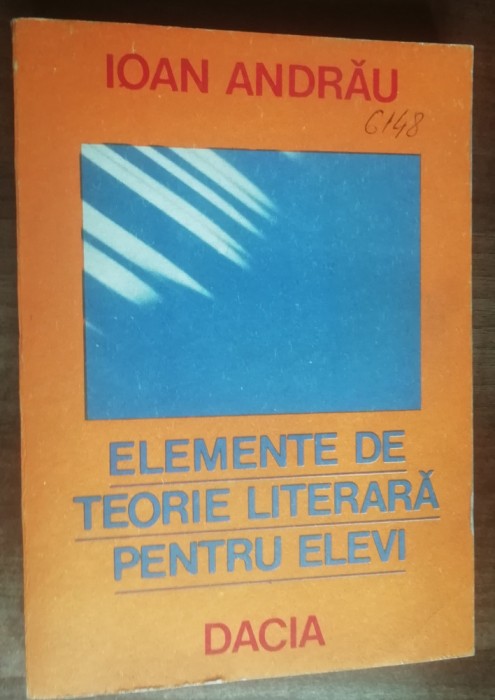 IOAN ANDRĂU
6148
ELEMENTE DE
TEORIE LITERARĂ
PENTRU ELEVI
DACIA